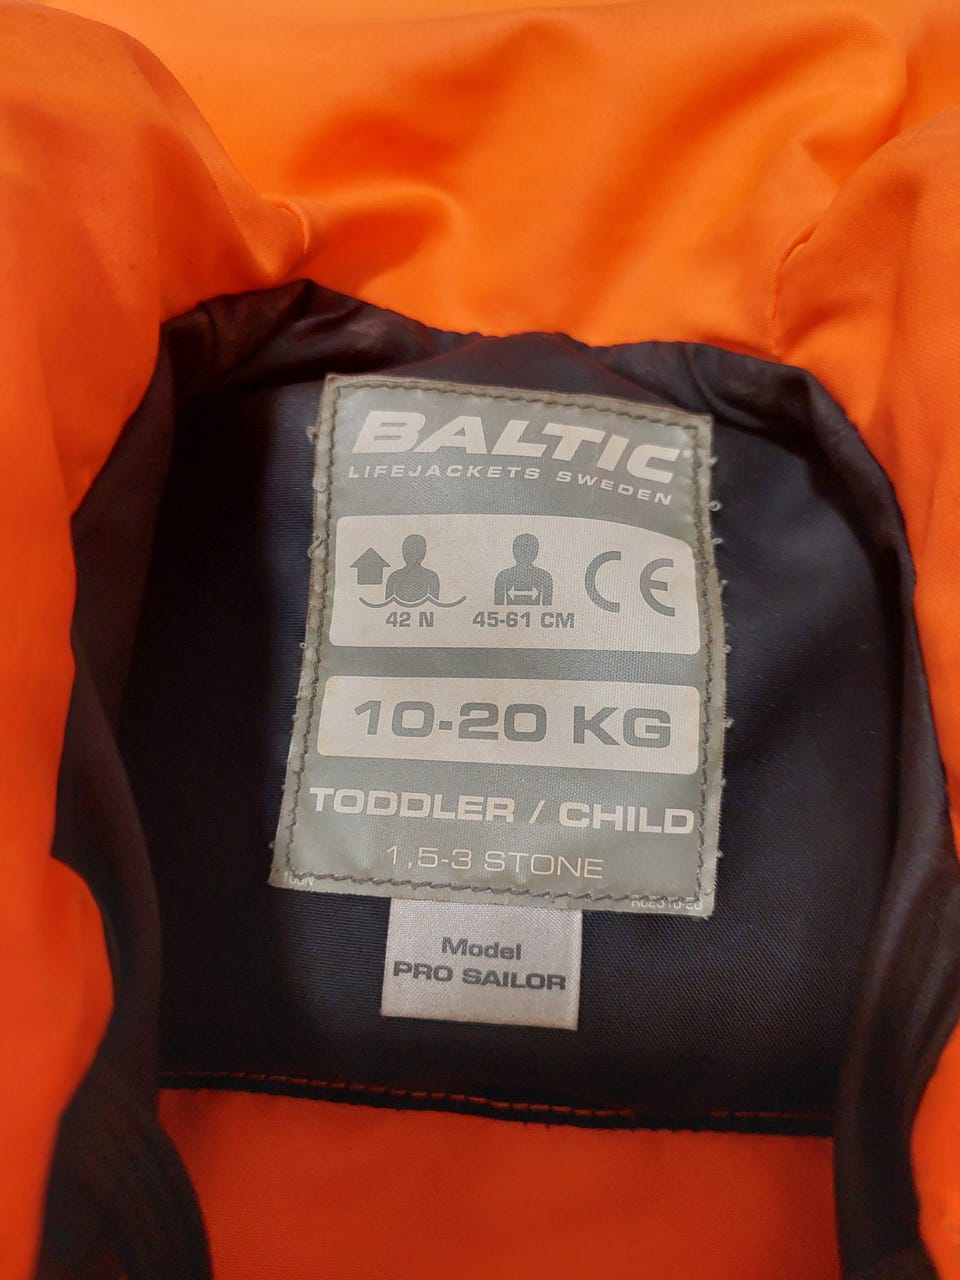 BALTIC
LIFEJACKETS SWEDEN
42 N
45-61 CM
CE
10-20 KG
TODDLER / CHILD
1,5-3 STONE
100N
Model
PRO SAILOR